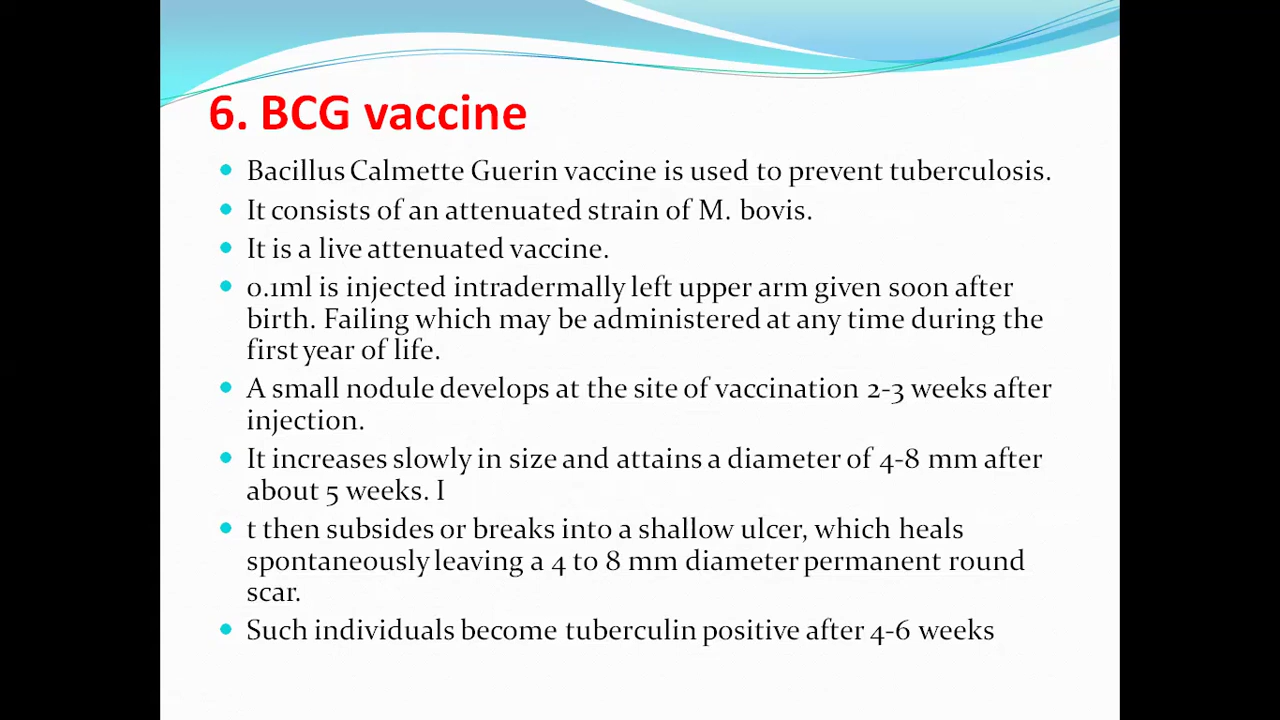 6. BCG vaccine
Bacillus Calmette Guerin vaccine is used to prevent tuberculosis.
It consists of an attenuated strain of M. bovis.
It is a live attenuated vaccine.
0.1ml is injected intradermally left upper arm given soon after
birth. Failing which may be administered at any time during the
first year of life.
A small nodule develops at the site of vaccination 2-3 weeks after
injection.
It increases slowly in size and attains a diameter of 4-8 mm after
about 5 weeks. I
t then subsides or breaks into a shallow ulcer, which heals
spontaneously leaving a 4 to 8 mm diameter permanent round
scar.
Such individuals become tuberculin positive after 4-6 weeks